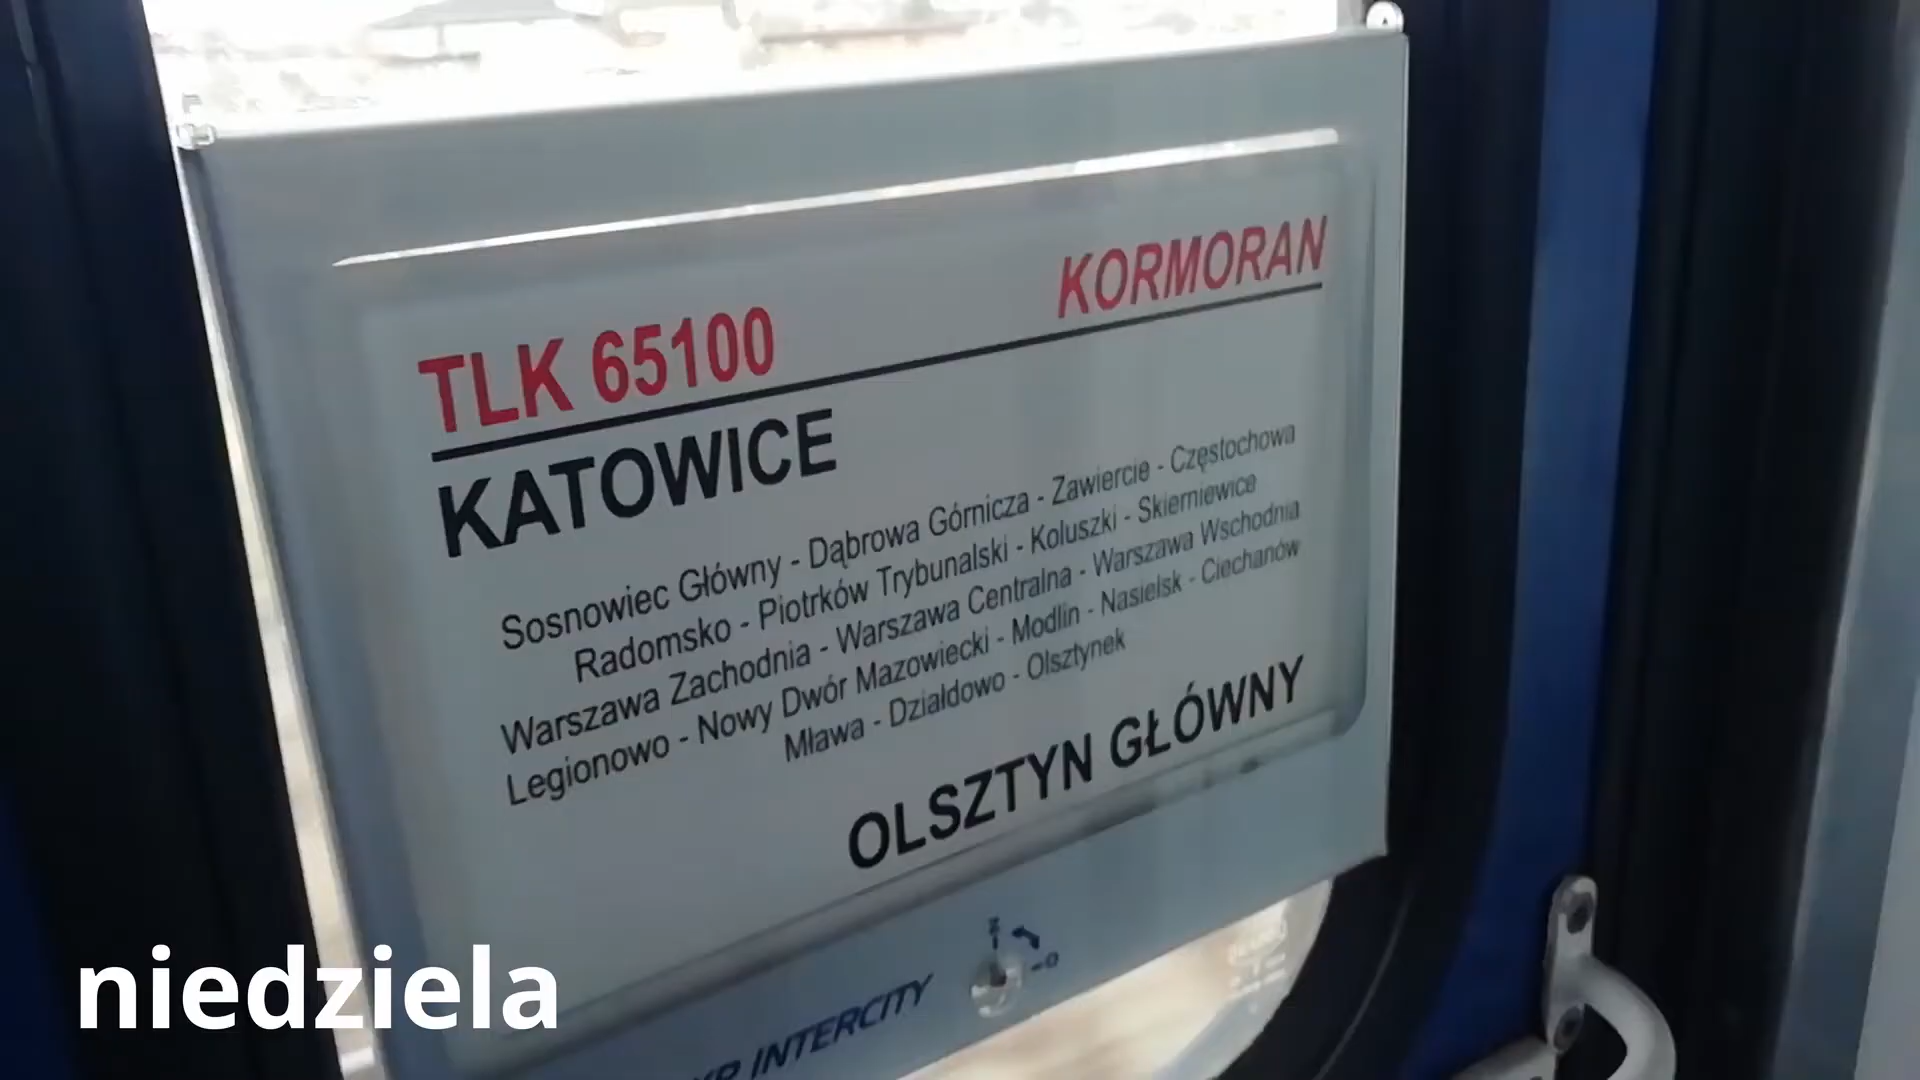 TLK 65100 KORMORAN
KATOWICE
Sosnowiec Główny - Dąbrowa Górnicza - Zawiercie - Częstochowa
Radomsko - Piotrków Trybunalski - Koluszki - Skierniewice
Warszawa Zachodnia - Warszawa Centralna - Warszawa Wschodnia
Legionowo - Nowy Dwór Mazowiecki - Modlin - Nasielsk - Ciechanów
Mława - Działdowo - Olsztynek
OLSZTYN GŁÓWNY
Z
O
INTERCITY
niedziela